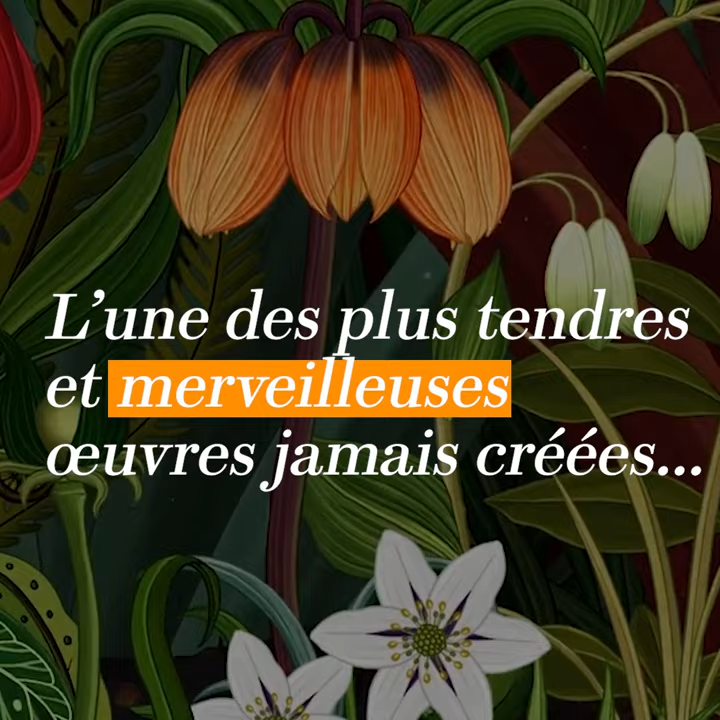 L’une des plus tendres
et merveilleuses
œuvres jamais créées...